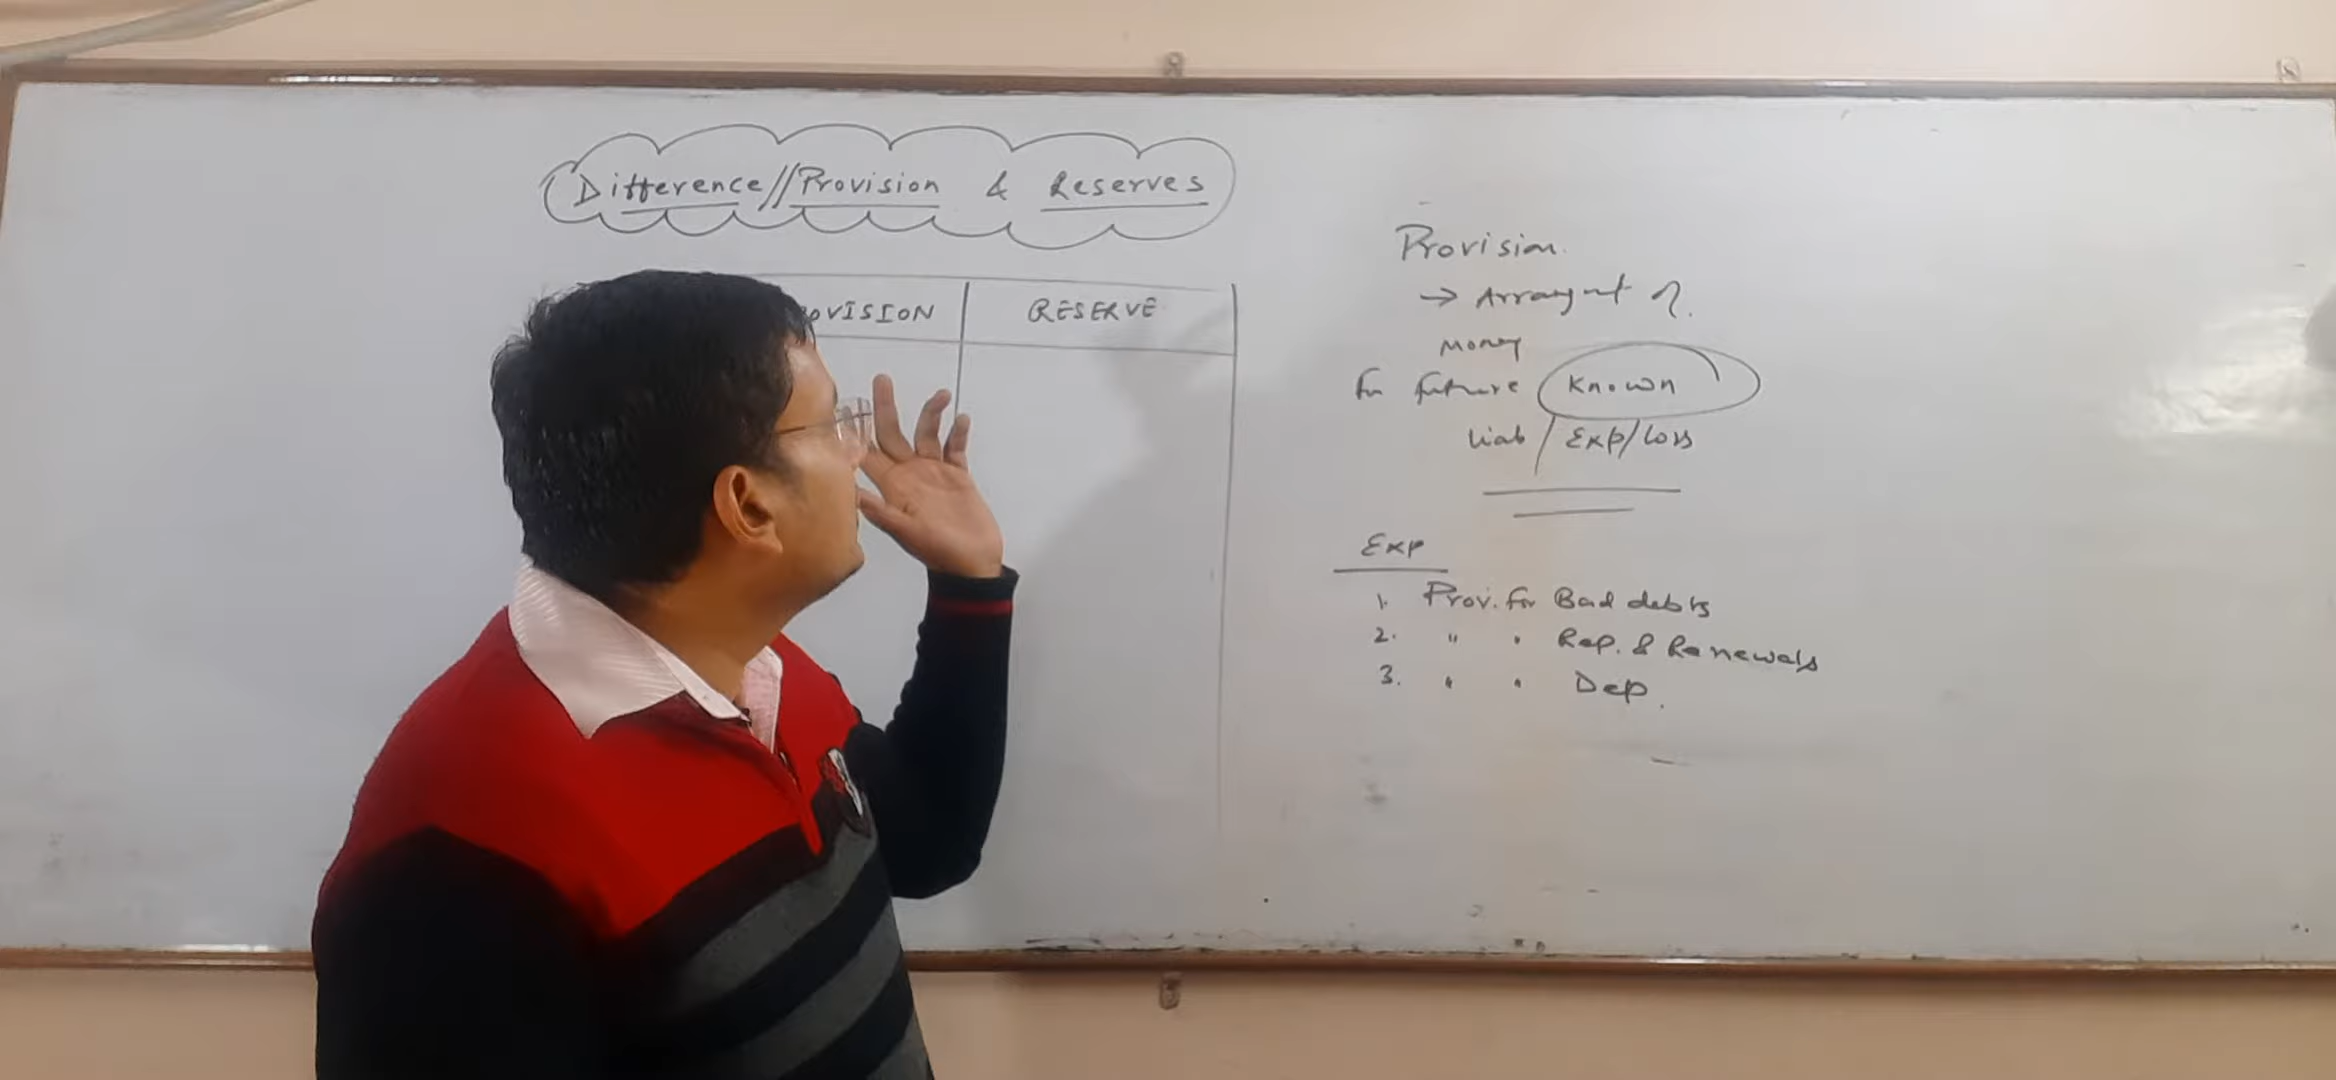 Difference // Provision & Reserves
OVISION
RESERVE
Provision.
→ Arrangmt of
Money
for future Known
Liab / Exp/Loss
Exp
1. Prov. for Bad debts
2. " " Rep. & Renewals
3. " " Dep.